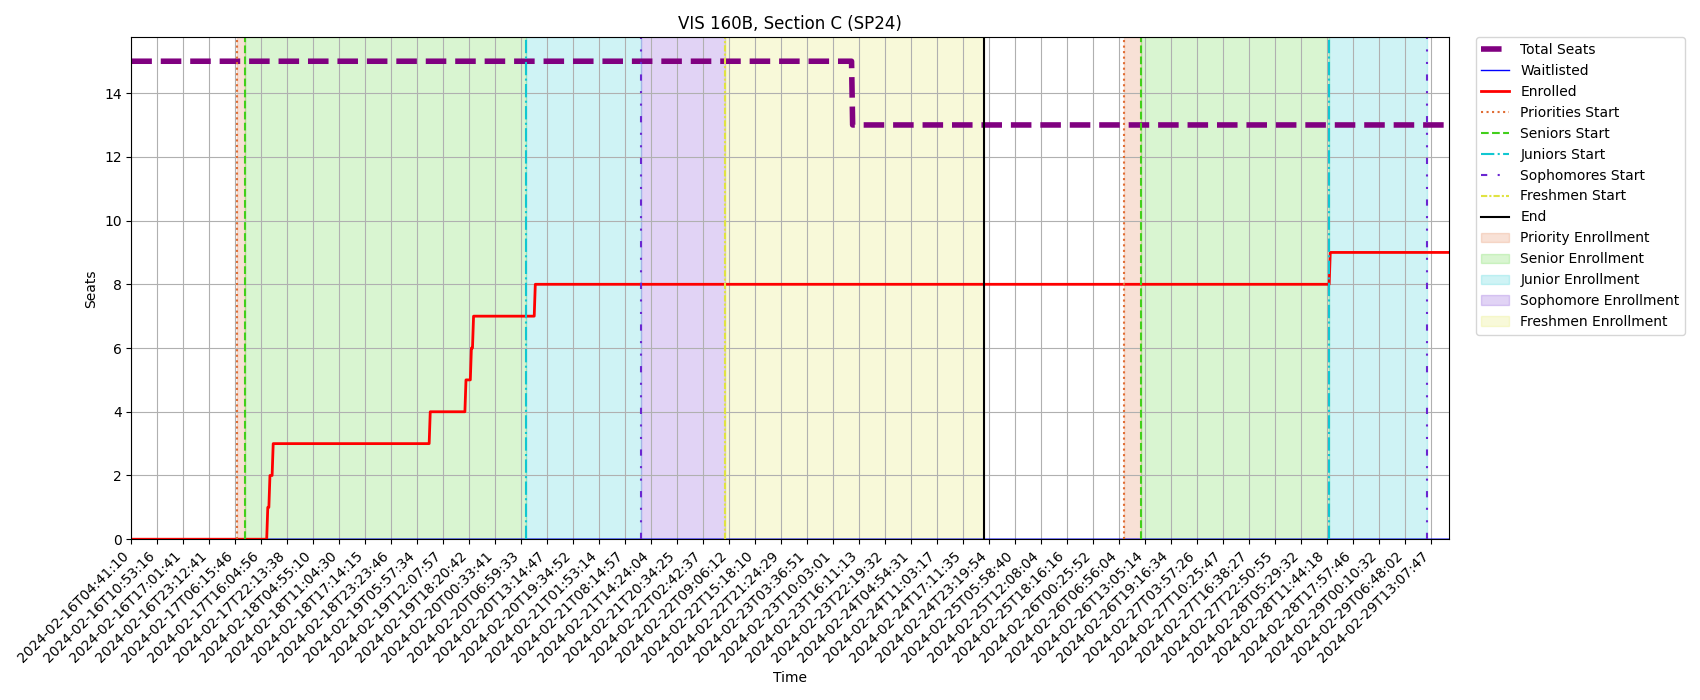 VIS 160B, Section C (SP24)
Seats
14
12
10
8
6
4
2
0
2024-02-16T04:41:10
2024-02-16T10:53:16
2024-02-16T17:01:41
2024-02-16T23:12:41
2024-02-17T06:15:46
2024-02-17T16:04:56
2024-02-17T22:13:38
2024-02-18T04:55:10
2024-02-18T11:04:30
2024-02-18T17:14:15
2024-02-18T23:23:46
2024-02-19T05:57:34
2024-02-19T12:07:57
2024-02-19T18:20:42
2024-02-20T00:33:41
2024-02-20T06:59:33
2024-02-20T13:14:47
2024-02-20T19:34:52
2024-02-21T01:53:14
2024-02-21T08:14:57
2024-02-21T14:24:04
2024-02-21T20:34:25
2024-02-22T02:42:37
2024-02-22T09:06:12
2024-02-22T15:18:10
2024-02-22T21:24:29
2024-02-23T03:36:51
2024-02-23T10:03:01
2024-02-23T16:11:13
2024-02-23T22:19:32
2024-02-24T04:54:31
2024-02-24T11:03:17
2024-02-24T17:11:35
2024-02-24T23:19:54
2024-02-25T05:58:40
2024-02-25T12:08:04
2024-02-25T18:16:16
2024-02-26T00:25:52
2024-02-26T06:56:04
2024-02-26T13:05:14
2024-02-26T19:16:34
2024-02-27T03:57:26
2024-02-27T10:25:47
2024-02-27T16:38:27
2024-02-27T22:50:55
2024-02-28T05:29:32
2024-02-28T11:44:18
2024-02-28T17:57:46
2024-02-29T00:10:32
2024-02-29T06:48:02
2024-02-29T13:07:47
Time
Total Seats
Waitlisted
Enrolled
Priorities Start
Seniors Start
Juniors Start
Sophomores Start
Freshmen Start
End
Priority Enrollment
Senior Enrollment
Junior Enrollment
Sophomore Enrollment
Freshmen Enrollment